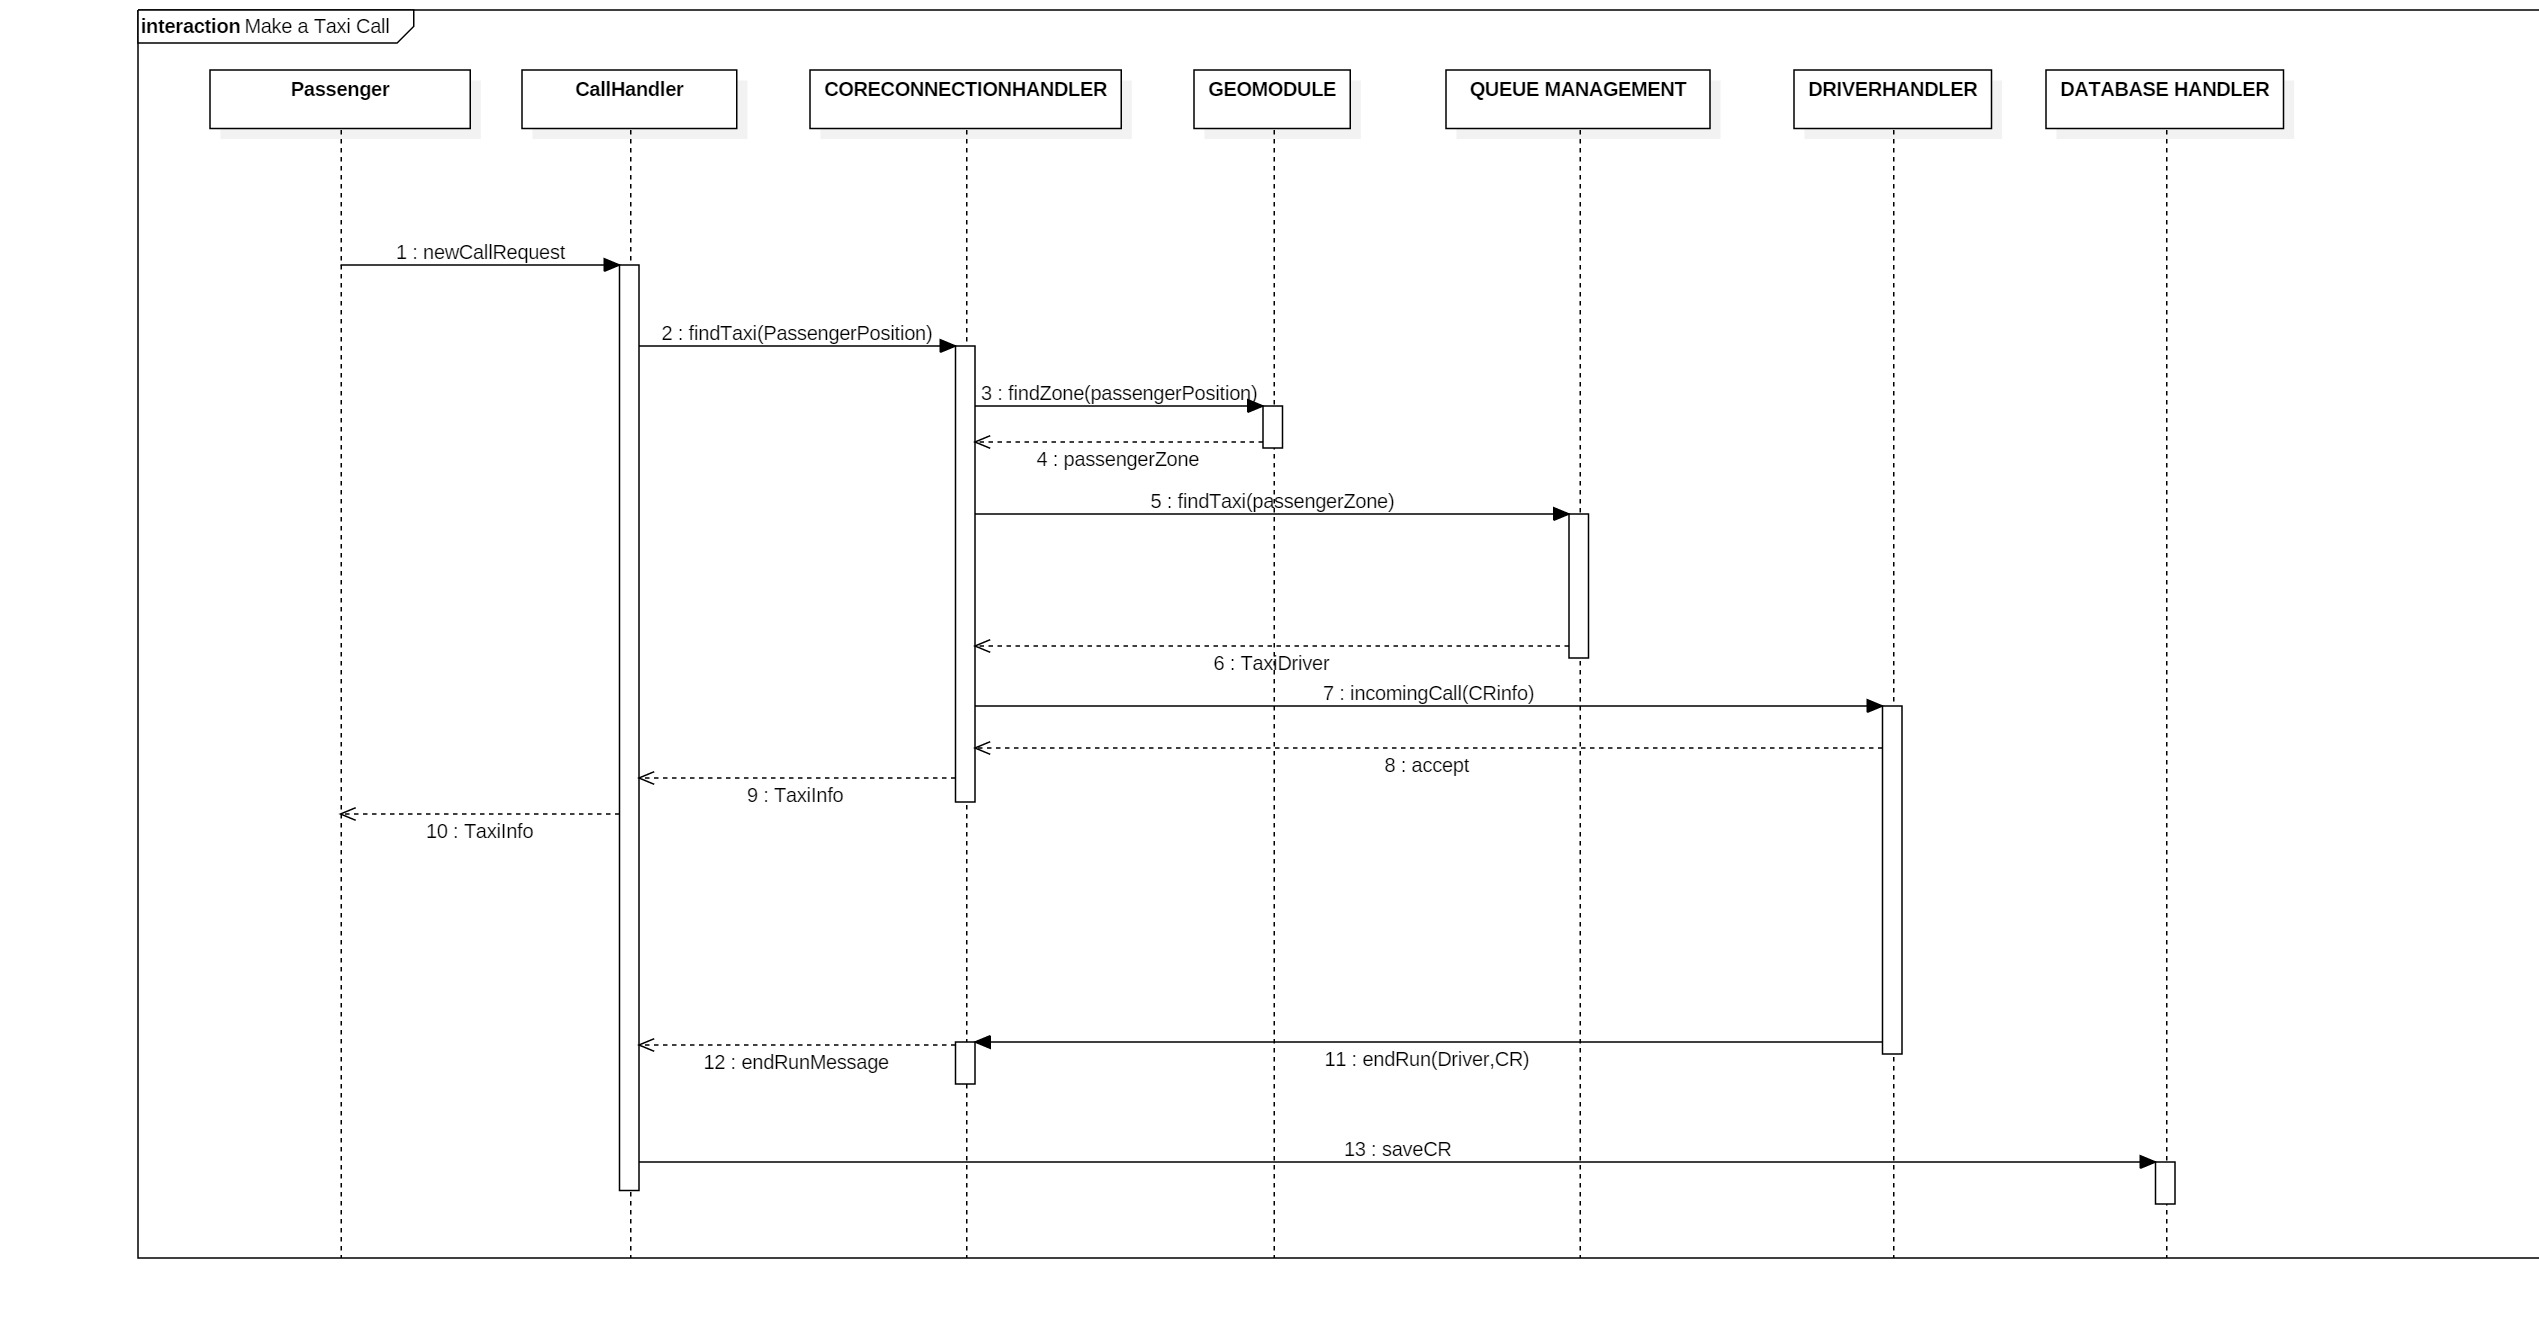 interaction Make a Taxi Call
Passenger
CallHandler
CORECONNECTIONHANDLER
GEOMODULE
QUEUE MANAGEMENT
DRIVERHANDLER
DATABASE HANDLER
1 : newCallRequest
2 : findTaxi(PassengerPosition)
3 : findZone(passengerPosition)
4 : passengerZone
5 : findTaxi(passengerZone)
6 : TaxiDriver
7 : incomingCall(CRinfo)
8 : accept
9 : TaxiInfo
10 : TaxiInfo
11 : endRun(Driver,CR)
12 : endRunMessage
13 : saveCR